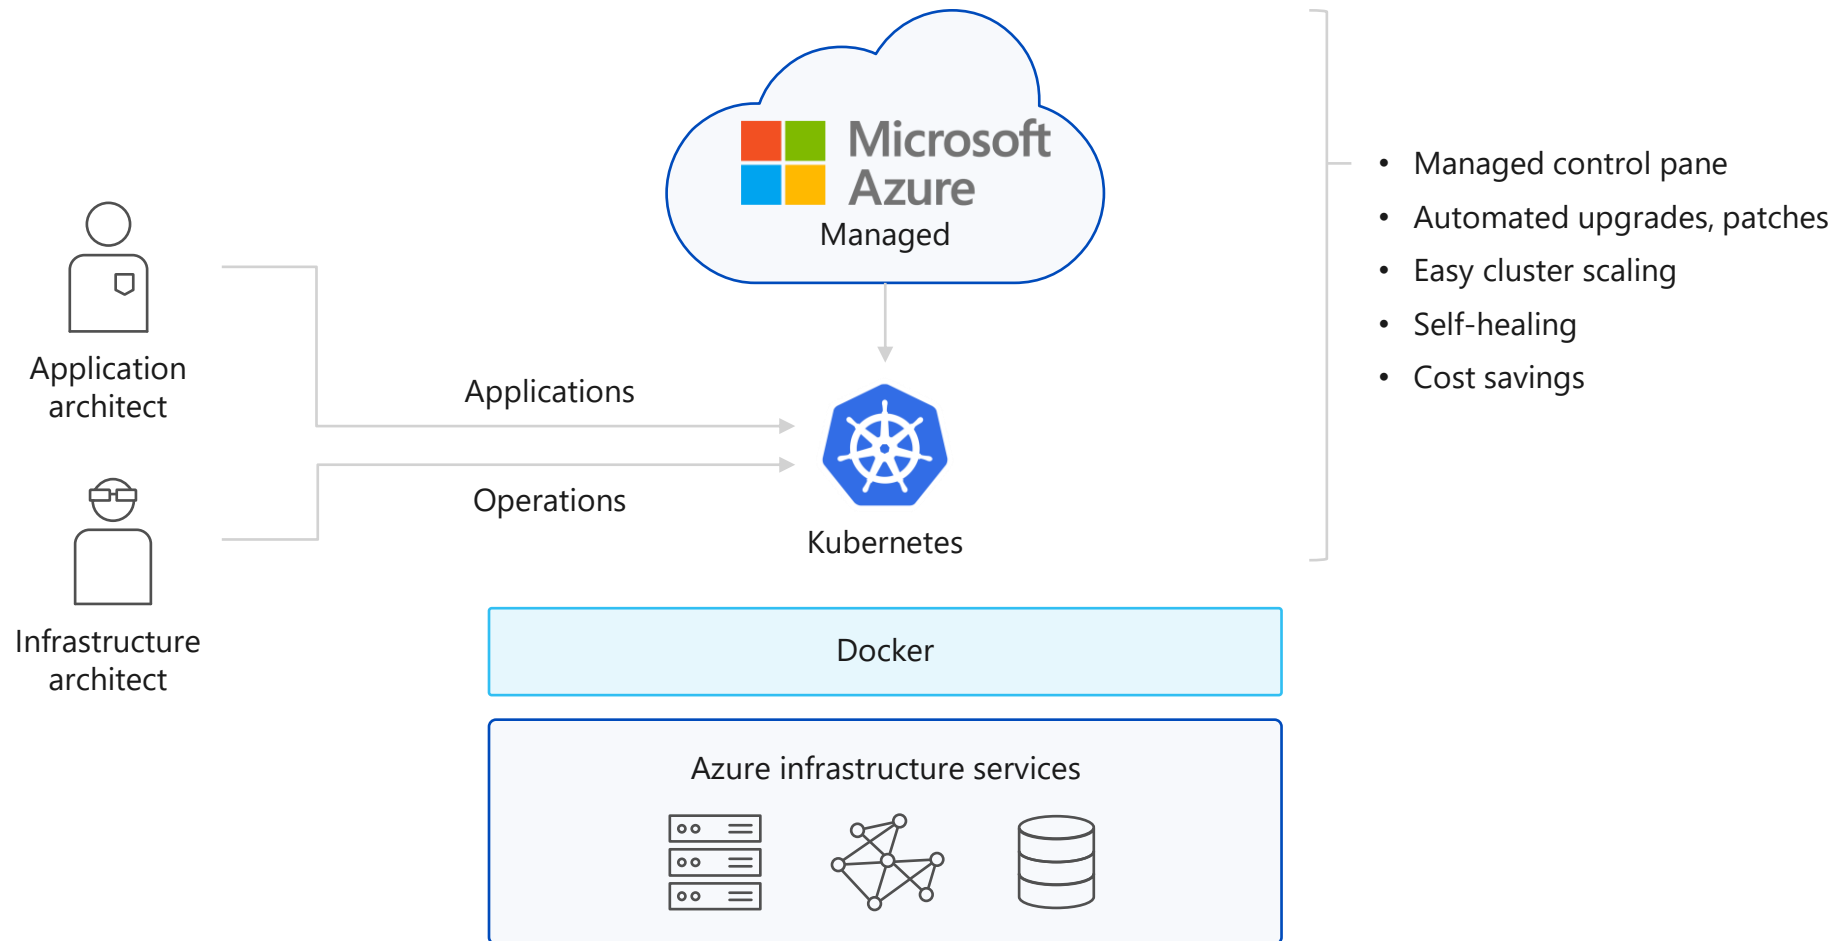 Microsoft
Azure
Managed
Application
architect
Applications
Operations
Kubernetes
Infrastructure
architect
Docker
Azure infrastructure services
• Managed control pane
• Automated upgrades, patches
• Easy cluster scaling
• Self-healing
• Cost savings